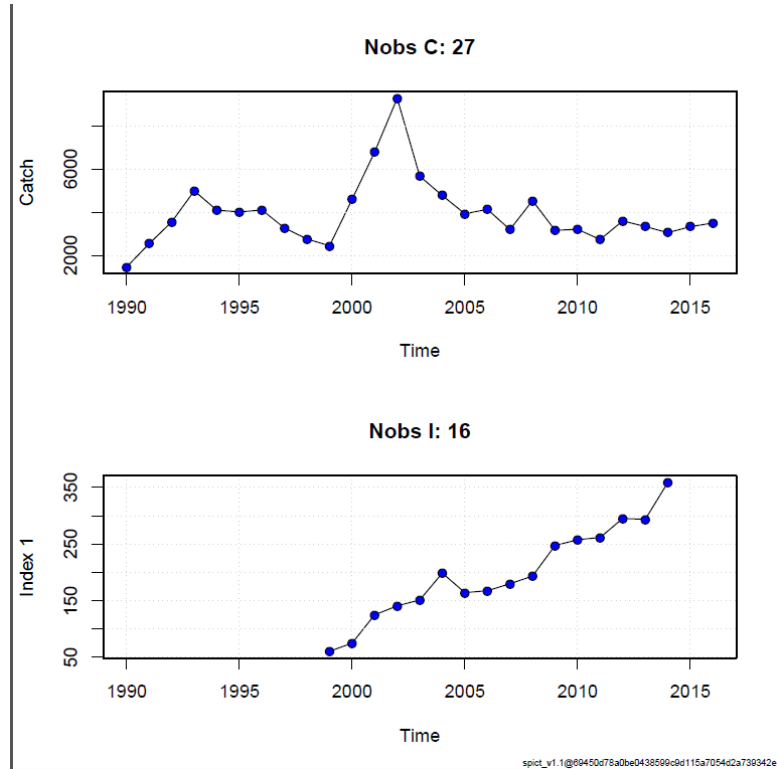 Nobs C: 27
Catch
6000
2000
1990 1995 2000 2005 2010 2015
Time
Nobs I: 16
Index 1
350
250
150
50
1990 1995 2000 2005 2010 2015
Time
spict_v1.1@69450d78a0be0438599c9d115a7054d2a739342e